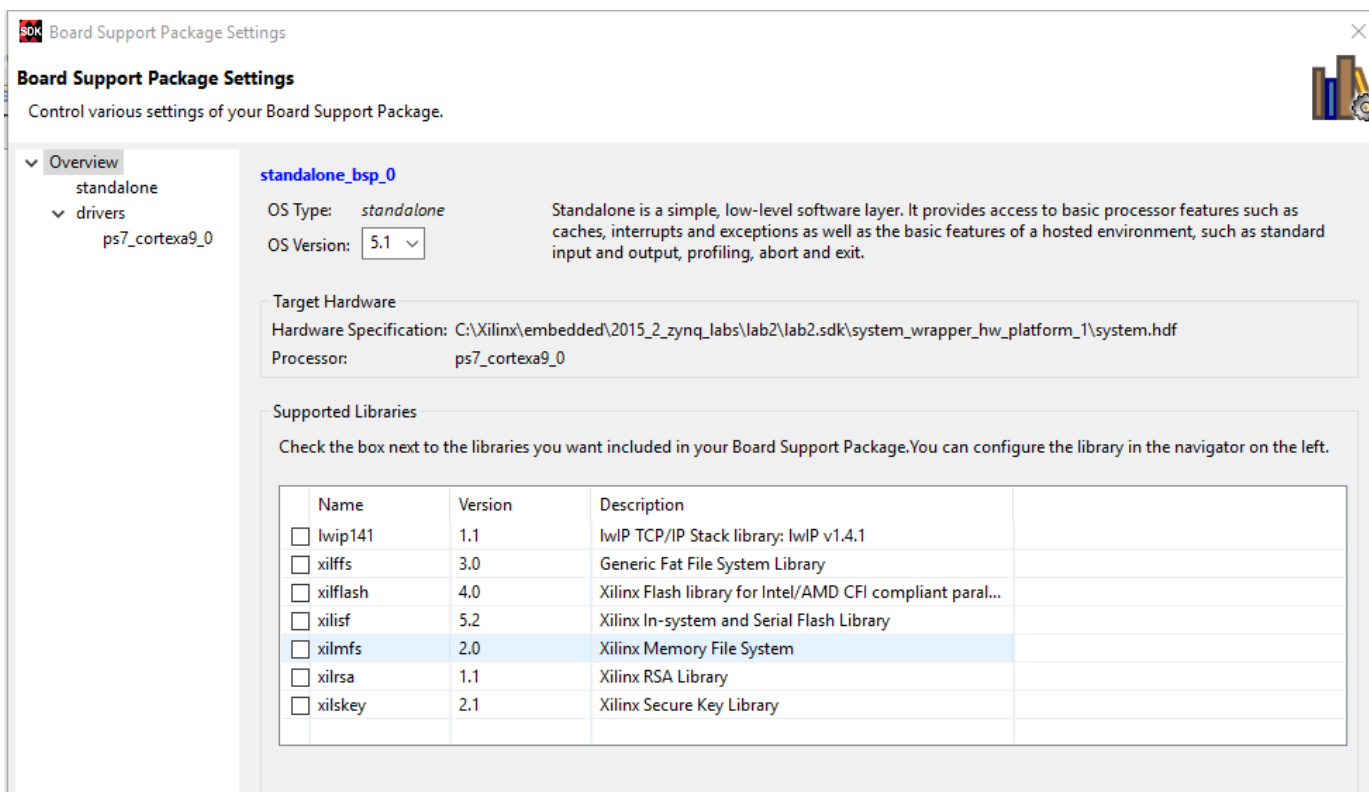 SDK Board Support Package Settings
Board Support Package Settings
Control various settings of your Board Support Package.
Overview
standalone
drivers
ps7_cortexa9_0
standalone_bsp_0
OS Type: standalone
OS Version: 5.1
Standalone is a simple, low-level software layer. It provides access to basic processor features such as
caches, interrupts and exceptions as well as the basic features of a hosted environment, such as standard
input and output, profiling, abort and exit.
Target Hardware
Hardware Specification: C:\Xilinx\embedded\2015_2_zynq_labs\lab2\lab2.sdk\system_wrapper_hw_platform_1\system.hdf
Processor: ps7_cortexa9_0
Supported Libraries
Check the box next to the libraries you want included in your Board Support Package.You can configure the library in the navigator on the left.
Name Version Description
lwip141 1.1 lwIP TCP/IP Stack library: lwIP v1.4.1
xilffs 3.0 Generic Fat File System Library
xilflash 4.0 Xilinx Flash library for Intel/AMD CFI compliant paral...
xilisf 5.2 Xilinx In-system and Serial Flash Library
xilmfs 2.0 Xilinx Memory File System
xilrsa 1.1 Xilinx RSA Library
xilskey 2.1 Xilinx Secure Key Library